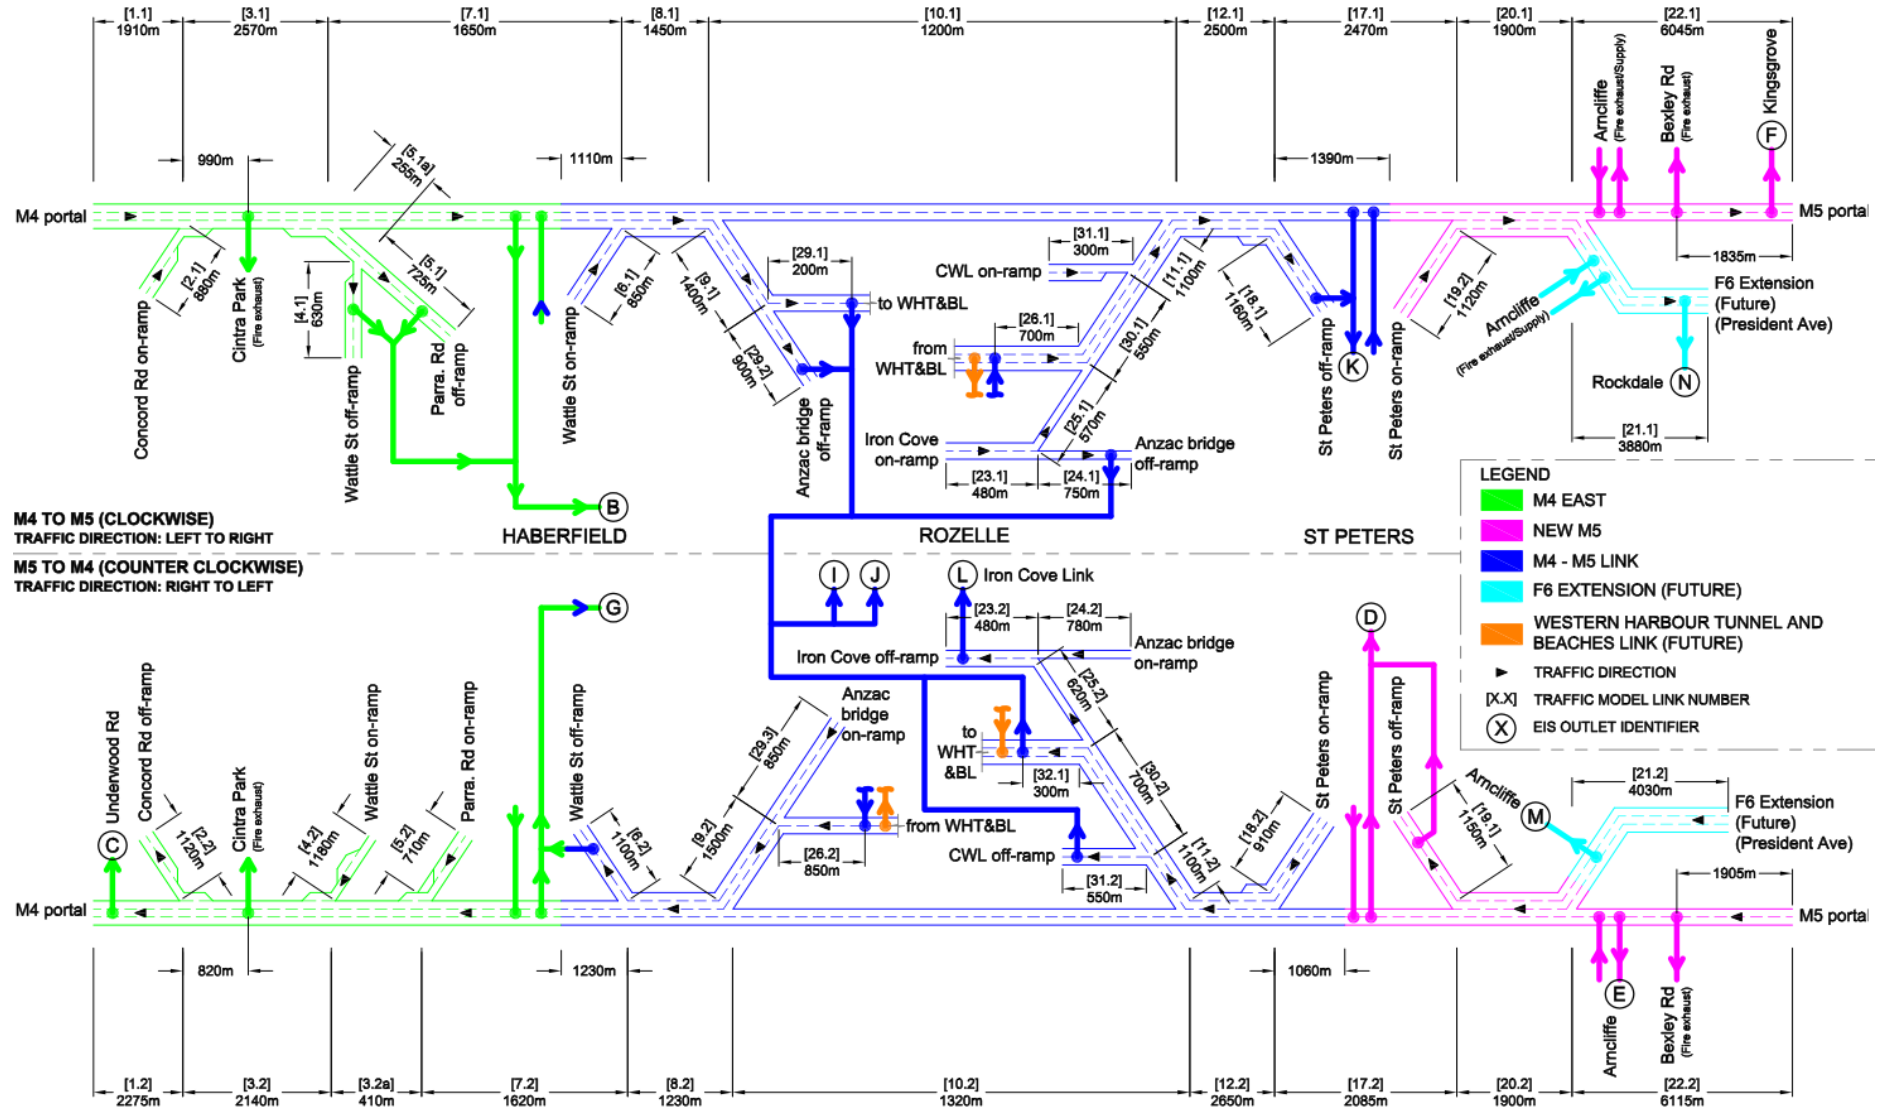 [1.1]
1910m
[3.1]
2570m
[7.1]
1650m
[8.1]
1450m
[10.1]
1200m
[12.1]
2500m
[17.1]
2470m
[20.1]
1900m
[22.1]
6045m
990m
[5.1a]
255m
1110m
1390m
Arncliffe
(Fire exhaust/Supply)
Bexley Rd
(Fire exhaust)
Kingsgrove
F
M4 portal
M5 portal
1835m
[2.1]
880m
Concord Rd on-ramp
Cintra Park
(Fire exhaust)
[4.1]
630m
[5.1]
725m
Wattle St off-ramp
Parra. Rd
off-ramp
Wattle St on-ramp
[6.1]
850m
[9.1]
1400m
[29.1]
200m
to WHT&BL
[29.2]
900m
Anzac bridge
off-ramp
[31.1]
300m
CWL on-ramp
[11.1]
1100m
[26.1]
700m
from
WHT&BL
[30.1]
550m
[25.1]
570m
Iron Cove
on-ramp
[23.1]
480m
[24.1]
750m
Anzac bridge
off-ramp
[18.1]
1160m
St Peters off-ramp
K
St Peters on-ramp
[19.2]
1120m
Arncliffe
(Fire exhaust/Supply)
F6 Extension
(Future)
(President Ave)
Rockdale
N
[21.1]
3880m
B
M4 TO M5 (CLOCKWISE)
TRAFFIC DIRECTION: LEFT TO RIGHT
HABERFIELD
ROZELLE
ST PETERS
M5 TO M4 (COUNTER CLOCKWISE)
TRAFFIC DIRECTION: RIGHT TO LEFT
LEGEND
M4 EAST
NEW M5
M4 - M5 LINK
F6 EXTENSION (FUTURE)
WESTERN HARBOUR TUNNEL AND
BEACHES LINK (FUTURE)
TRAFFIC DIRECTION
[X.X] TRAFFIC MODEL LINK NUMBER
X EIS OUTLET IDENTIFIER
G
I
J
L
Iron Cove Link
[23.2]
480m
[24.2]
780m
Iron Cove off-ramp
Anzac bridge
on-ramp
[25.2]
620m
D
Underwood Rd
C
Concord Rd off-ramp
[2.2]
1120m
Cintra Park
(Fire exhaust)
Wattle St on-ramp
[4.2]
1180m
Parra. Rd on-ramp
[5.2]
710m
Wattle St off-ramp
[6.2]
1100m
[29.3]
850m
Anzac
bridge
on-ramp
[9.2]
1500m
from WHT&BL
[26.2]
850m
to
WHT
&BL
[32.1]
300m
[30.2]
700m
CWL off-ramp
[31.2]
550m
[11.2]
1100m
[18.2]
910m
St Peters on-ramp
St Peters off-ramp
[19.1]
1150m
Arncliffe
M
[21.2]
4030m
F6 Extension
(Future)
(President Ave)
1905m
M4 portal
M5 portal
820m
1230m
1060m
E
Arncliffe
Bexley Rd
(Fire exhaust)
[1.2]
2275m
[3.2]
2140m
[3.2a]
410m
[7.2]
1620m
[8.2]
1230m
[10.2]
1320m
[12.2]
2650m
[17.2]
2085m
[20.2]
1900m
[22.2]
6115m